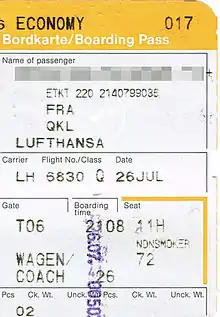 s ECONOMY 017
Bordkarte/Boarding Pass
Name of passenger
ETKT 220 2140799035
FRA
QKL
LUFTHANSA
Carrier Flight No./Class Date
LH 6830 Q 26JUL
Gate Boarding time Seat
T06 2108 11H
NONSMOKER
WAGEN/ 72
COACH 26
Pcs Ck. Wt. Unck. Pcs. Ck. Wt. Unck. Wt.
02